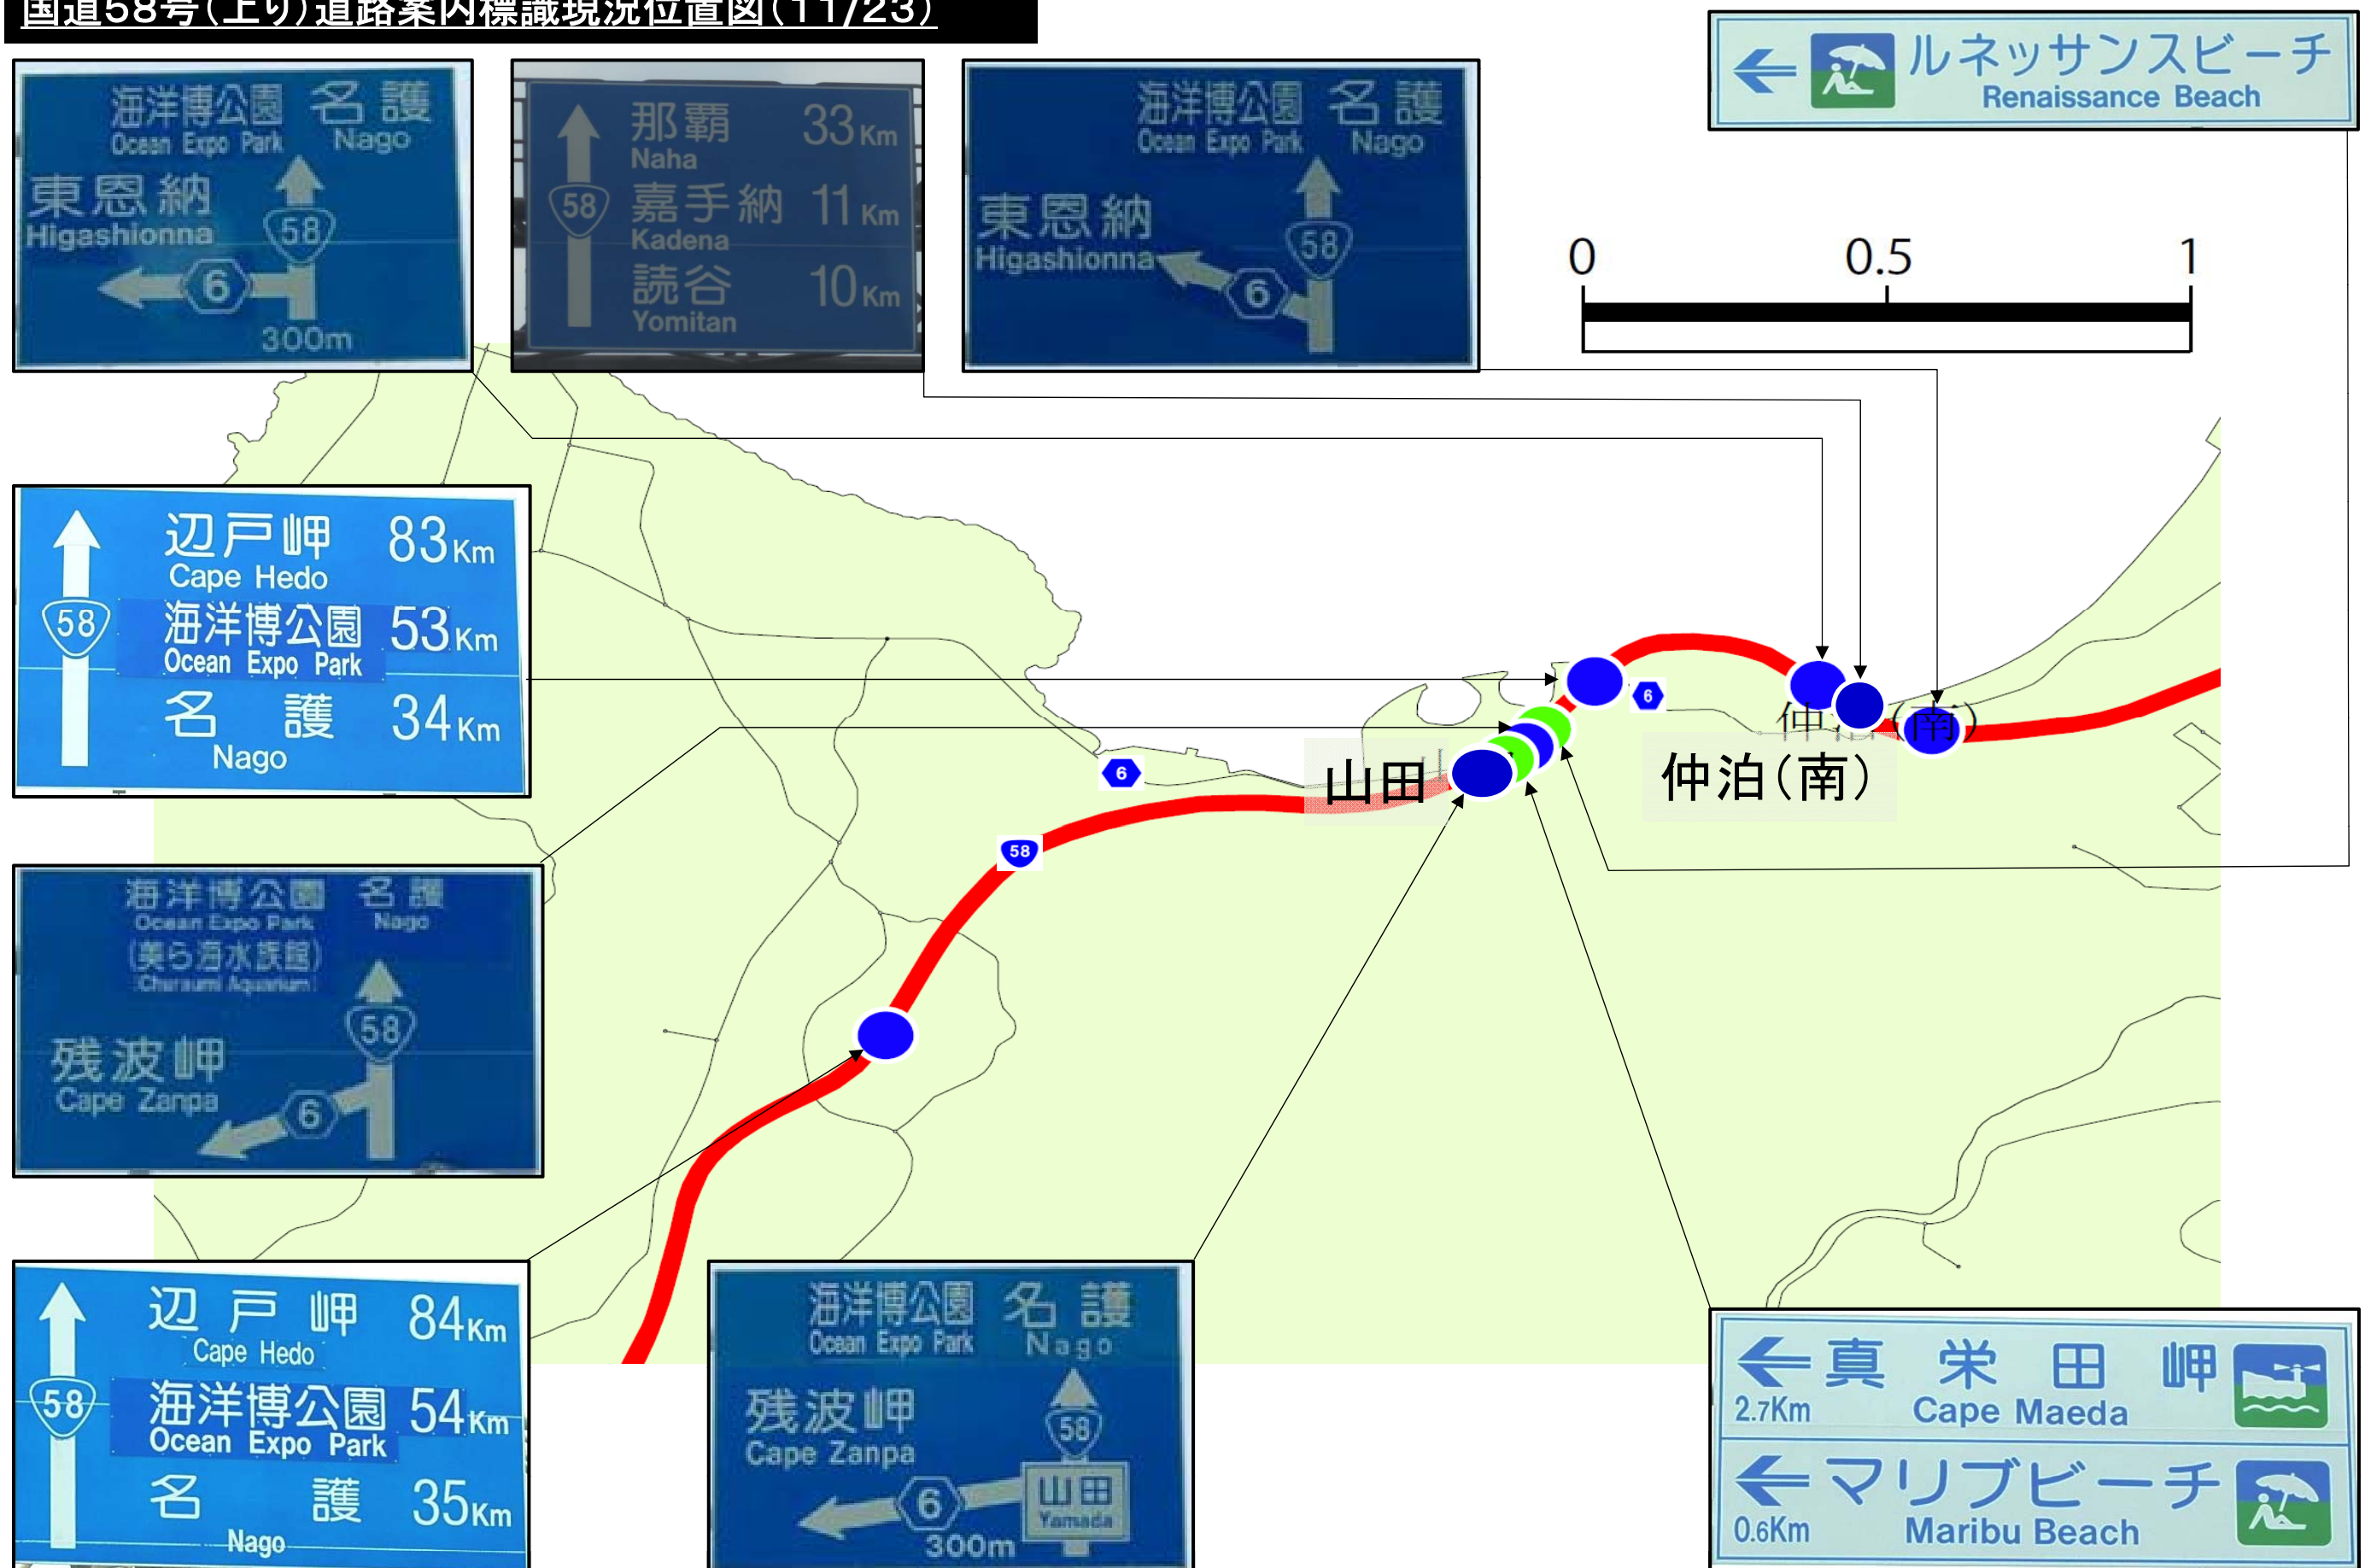 国道58号(上り)道路案内標識現況位置図(11/23)
海洋博公園 名護
Ocean Expo Park Nago
東恩納
Higashionna
58
6
300m
那覇 33Km
Naha
58
嘉手納 11Km
Kadena
読谷 10Km
Yomitan
海洋博公園 名護
Ocean Expo Park Nago
東恩納
Higashionna
58
6
ルネッサンスビーチ
Renaissance Beach
0 0.5 1
辺戸岬 83Km
Cape Hedo
58
海洋博公園 53Km
Ocean Expo Park
名護 34Km
Nago
6
仲泊(南)
6
山田
仲泊(南)
58
海洋博公園 名護
Ocean Expo Park Nago
(美ら海水族館)
(Churaumi Aquarium)
58
残波岬
Cape Zanpa
6
辺戸岬 84Km
Cape Hedo
58
海洋博公園 54Km
Ocean Expo Park
名護 35Km
Nago
海洋博公園 名護
Ocean Expo Park Nago
残波岬
Cape Zanpa
58
6
山田
Yamada
300m
真栄田岬
2.7Km Cape Maeda
マリブビーチ
0.6Km Maribu Beach